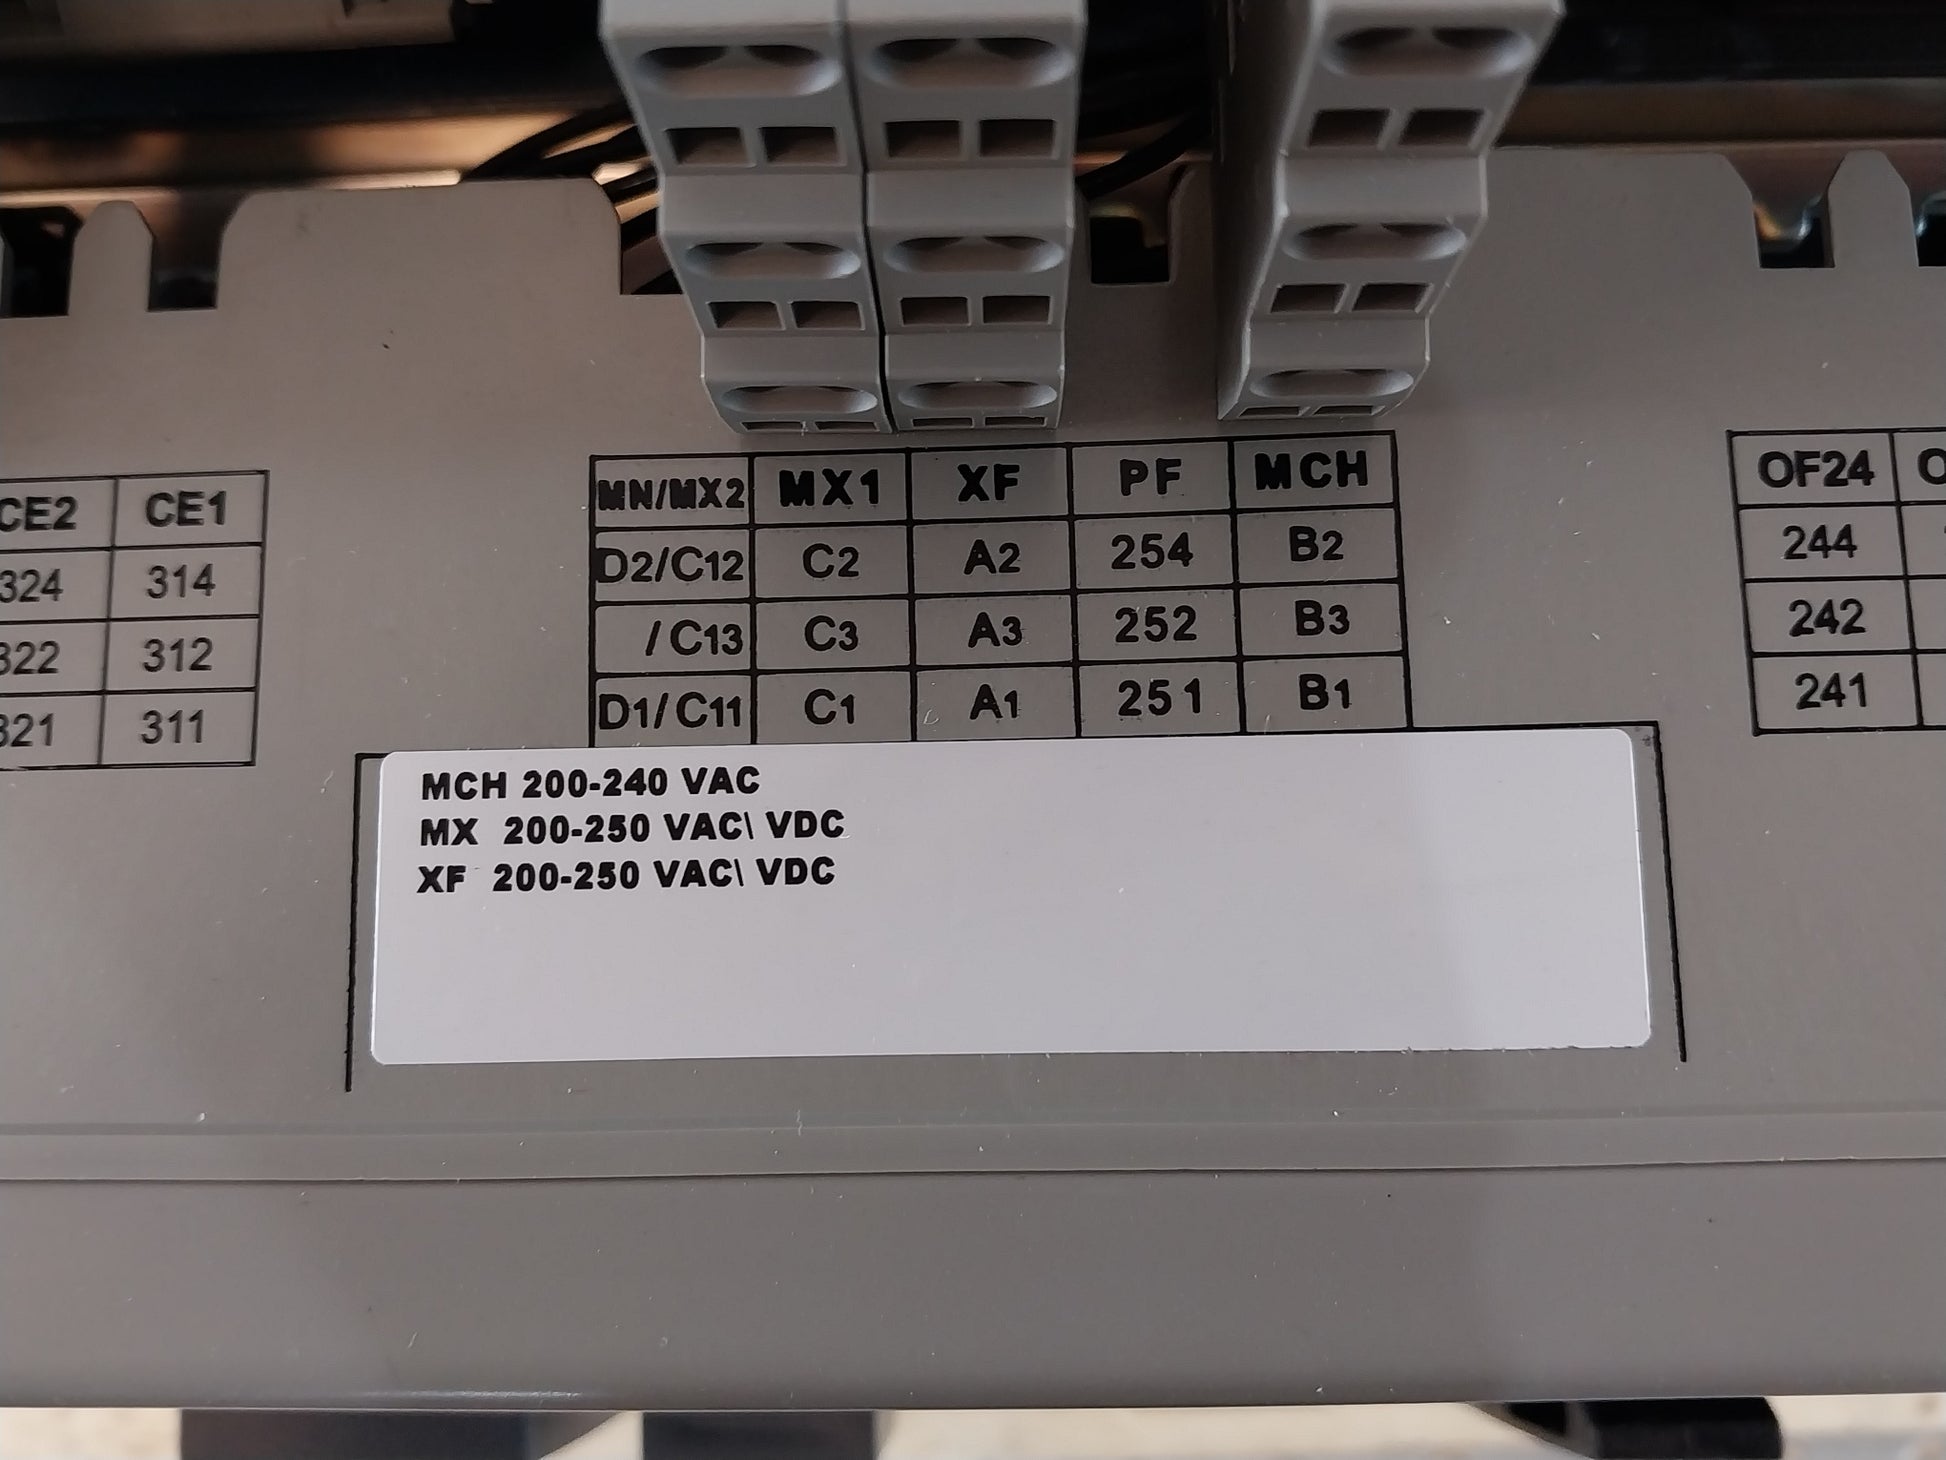 CE2 CE1
324 314
322 312
321 311
MN/MX2 MX1 XF PF MCH
D2/C12 C2 A2 254 B2
/C13 C3 A3 252 B3
D1/C11 C1 A1 251 B1
OF24
244
242
241
MCH 200-240 VAC
MX 200-250 VAC\ VDC
XF 200-250 VAC\ VDC